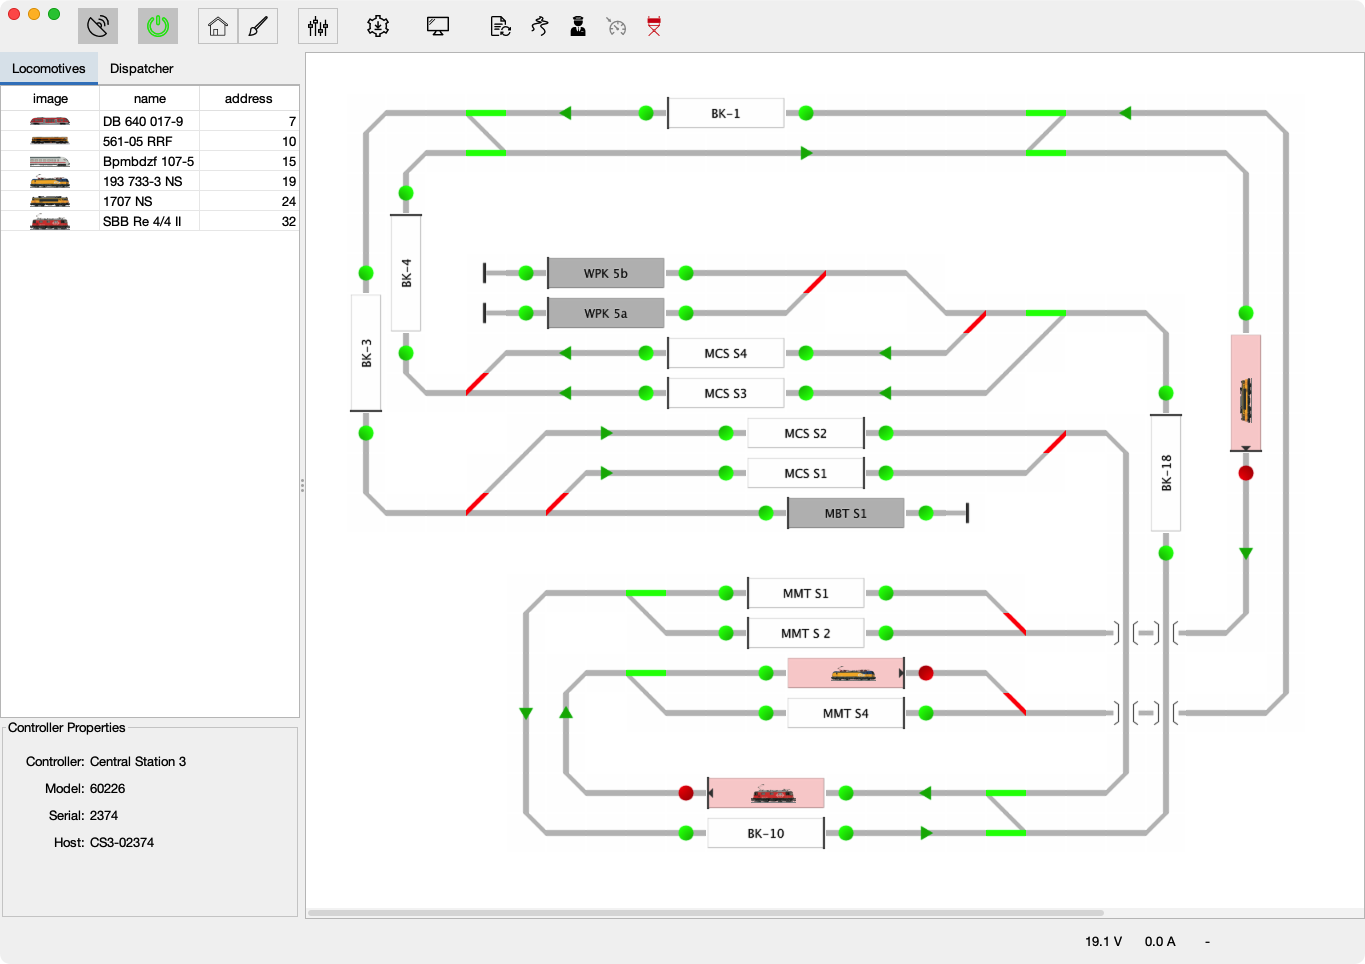 Locomotives Dispatcher
image name address
DB 640 017-9 7
561-05 RRF 10
Bpmbdzf 107-5 15
193 733-3 NS 19
1707 NS 24
SBB Re 4/4 II 32
BK-1
BK-4
WPK 5b
WPK 5a
BK-3
MCS S4
MCS S3
MCS S2
MCS S1
BK-18
MBT S1
MMT S1
MMT S 2
MMT S4
BK-10
Controller Properties
Controller: Central Station 3
Model: 60226
Serial: 2374
Host: CS3-02374
19.1 V 0.0 A -